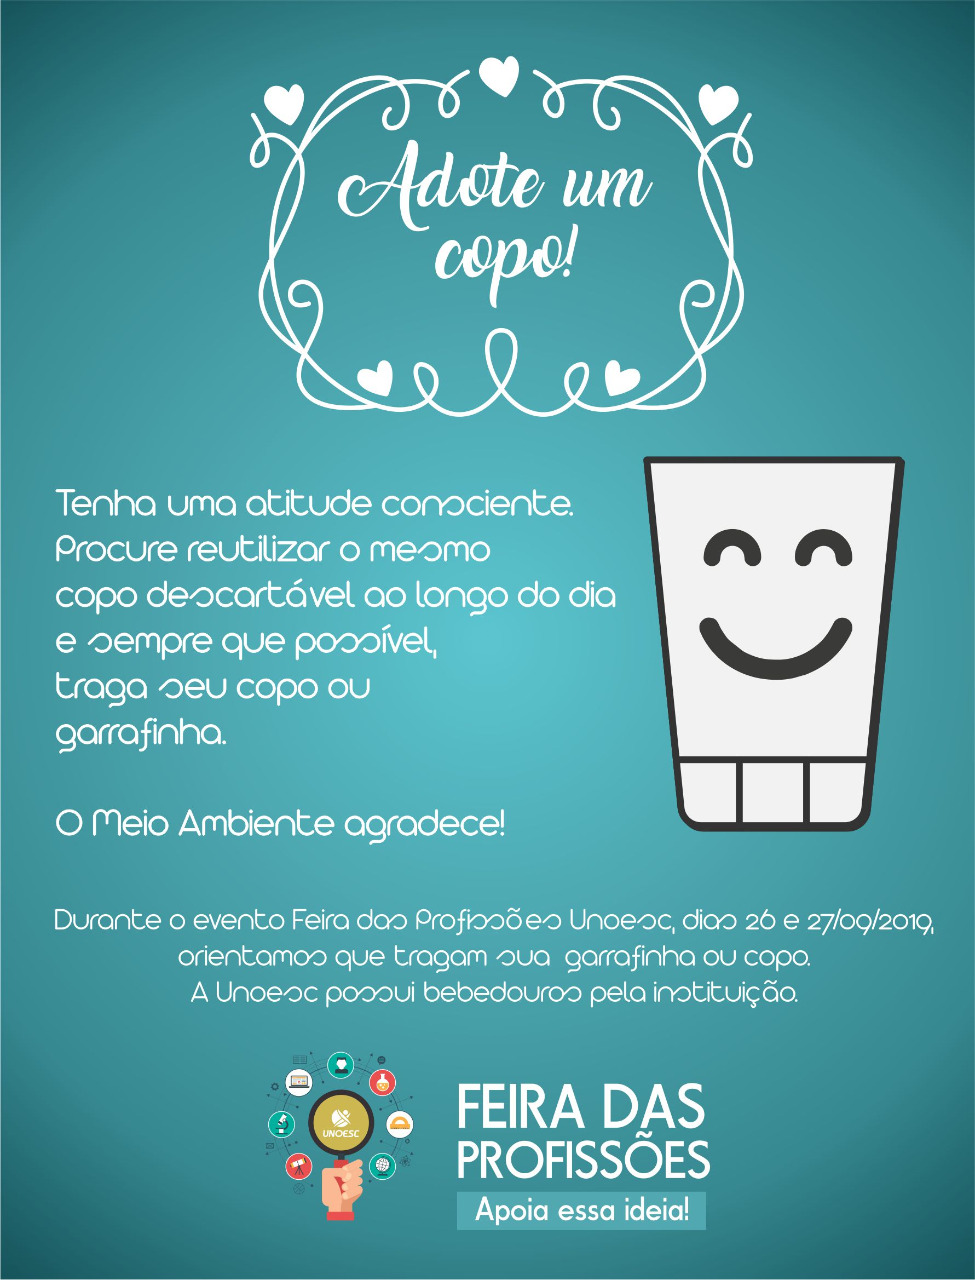 Adote um
copo!
Tenha uma atitude consciente.
Procure reutilizar o mesmo
copo descartável ao longo do dia
e sempre que possível,
traga seu copo ou
garrafinha.
O Meio Ambiente agradece!
Durante o evento Feira das Profissões Unoesc, dias 26 e 27/09/2019,
orientamos que tragam sua garrafinha ou copo.
A Unoesc possui bebedouros pela instituição.
UNOESC
FEIRA DAS
PROFISSÕES
Apoia essa ideia!